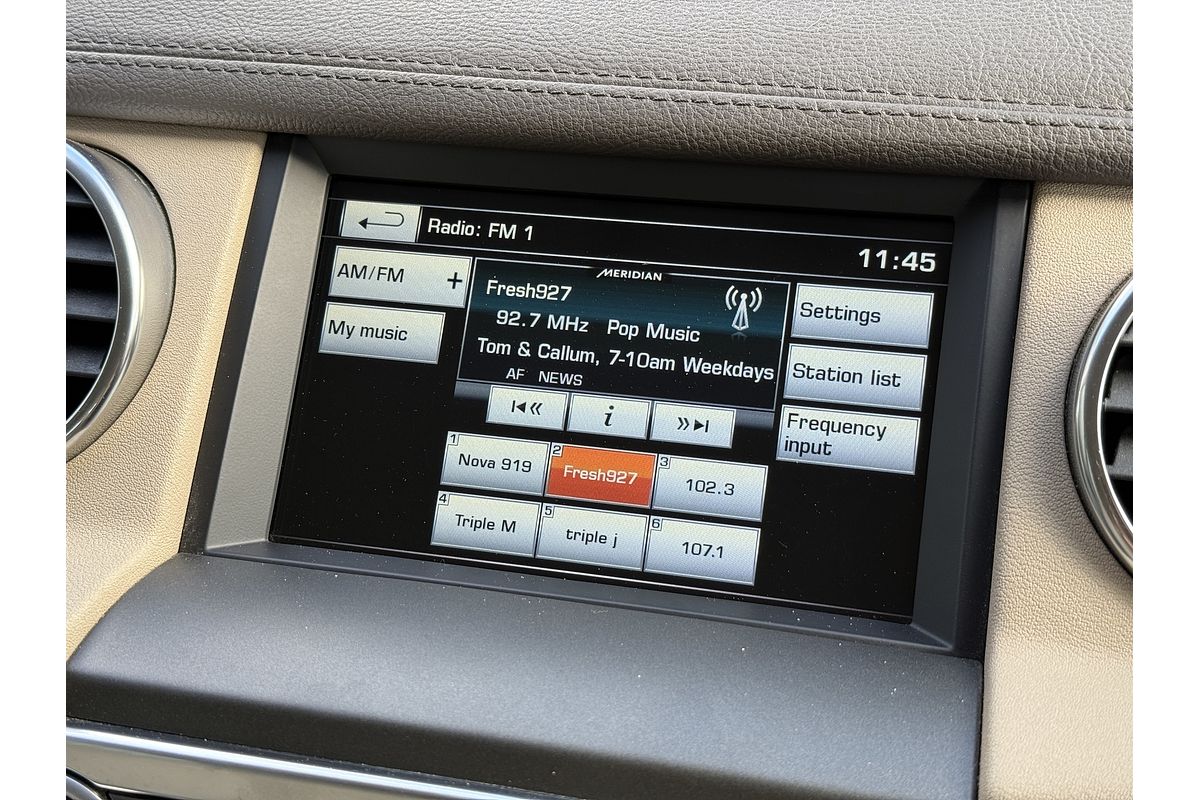 Radio: FM 1
11:45
AM/FM +
My music
MERIDIAN
Fresh927
92.7 MHz Pop Music
Tom & Callum, 7-10am Weekdays
AF NEWS
i
Settings
Station list
Frequency
input
1 Nova 919
2 Fresh927
3 102.3
4 Triple M
5 triple j
6 107.1